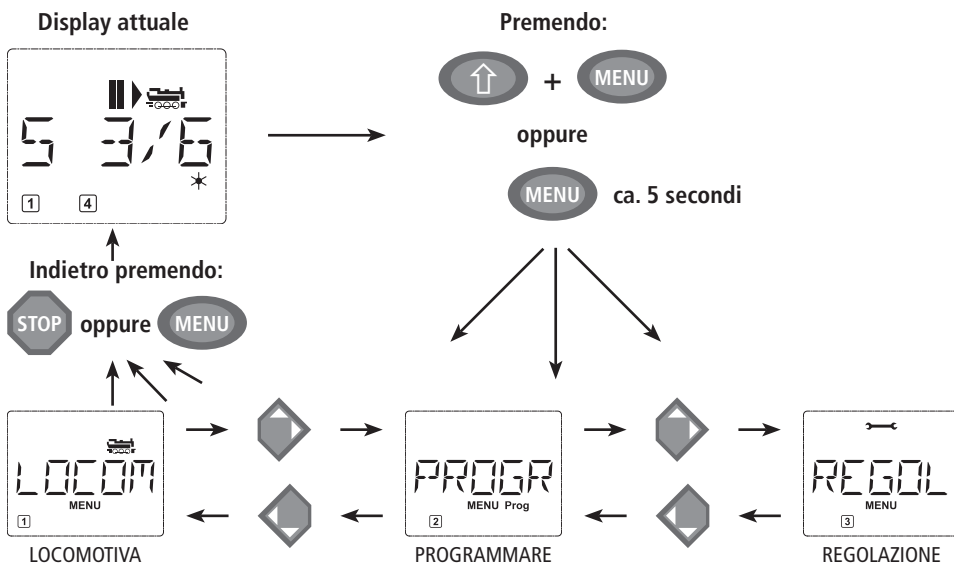 Display attuale
Premendo:
S 3/6
1 4
+ MENU
oppure
MENU ca. 5 secondi
Indietro premendo:
STOP oppure MENU
LOCOM
MENU
1
LOCOMOTIVA
PROGR
MENU Prog
2
PROGRAMMARE
REGOL
MENU
3
REGOLAZIONE